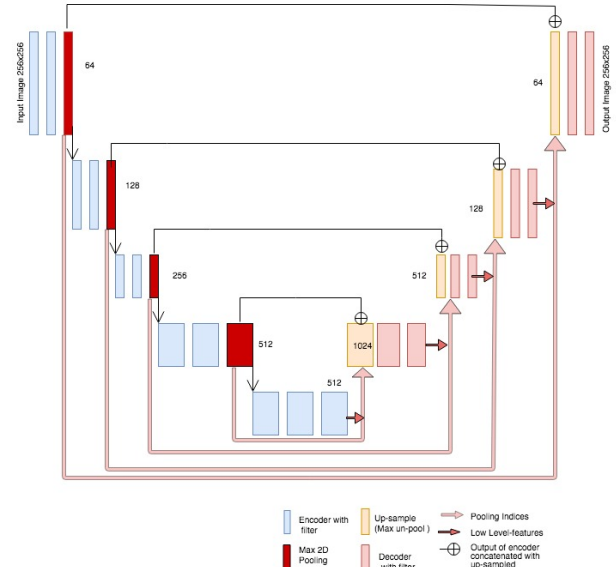 Input Image 256x256
64
128
256
512
512
1024
512
128
64
Output Image 256x256
Encoder with
filter
Max 2D
Pooling
Up-sample
(Max un-pool )
Decoder
with filter
Pooling Indices
Low Level-features
Output of encoder
concatenated with
up-sampled